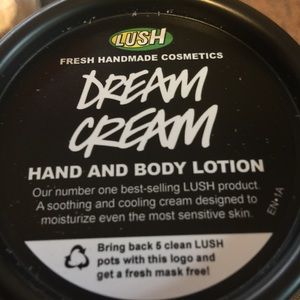 LUSH
FRESH HANDMADE COSMETICS
DREAM
CREAM
HAND AND BODY LOTION
Our number one best-selling LUSH product.
A soothing and cooling cream designed to
moisturize even the most sensitive skin.
EN•1A
Bring back 5 clean LUSH
pots with this logo and
get a fresh mask free!